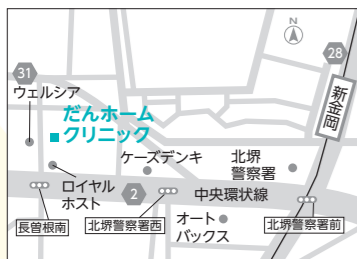 N
28
31
ウェルシア
新金岡
だんホーム
クリニック
ケーズデンキ
北堺
警察署
ロイヤル
ホスト
2
中央環状線
長曽根南
北堺警察署西
オート
バックス
北堺警察署前